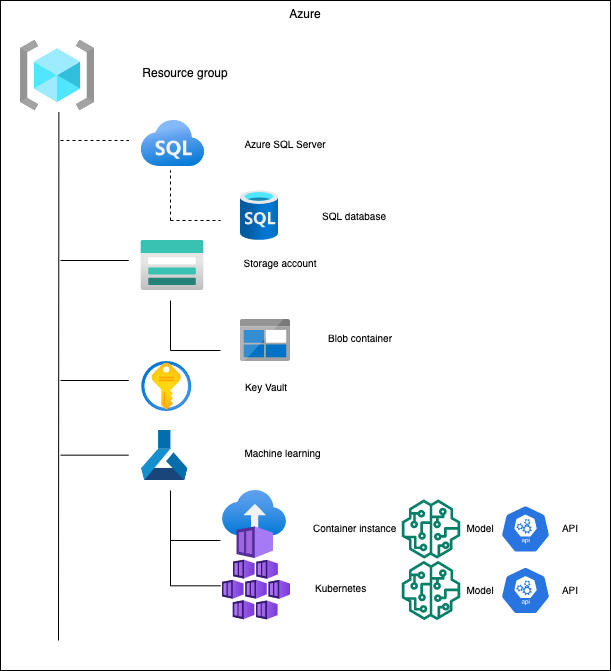 Azure
Resource group
SQL
Azure SQL Server
SQL
SQL database
Storage account
Blob container
Key Vault
Machine learning
Container instance
Model
api
API
Kubernetes
Model
api
API